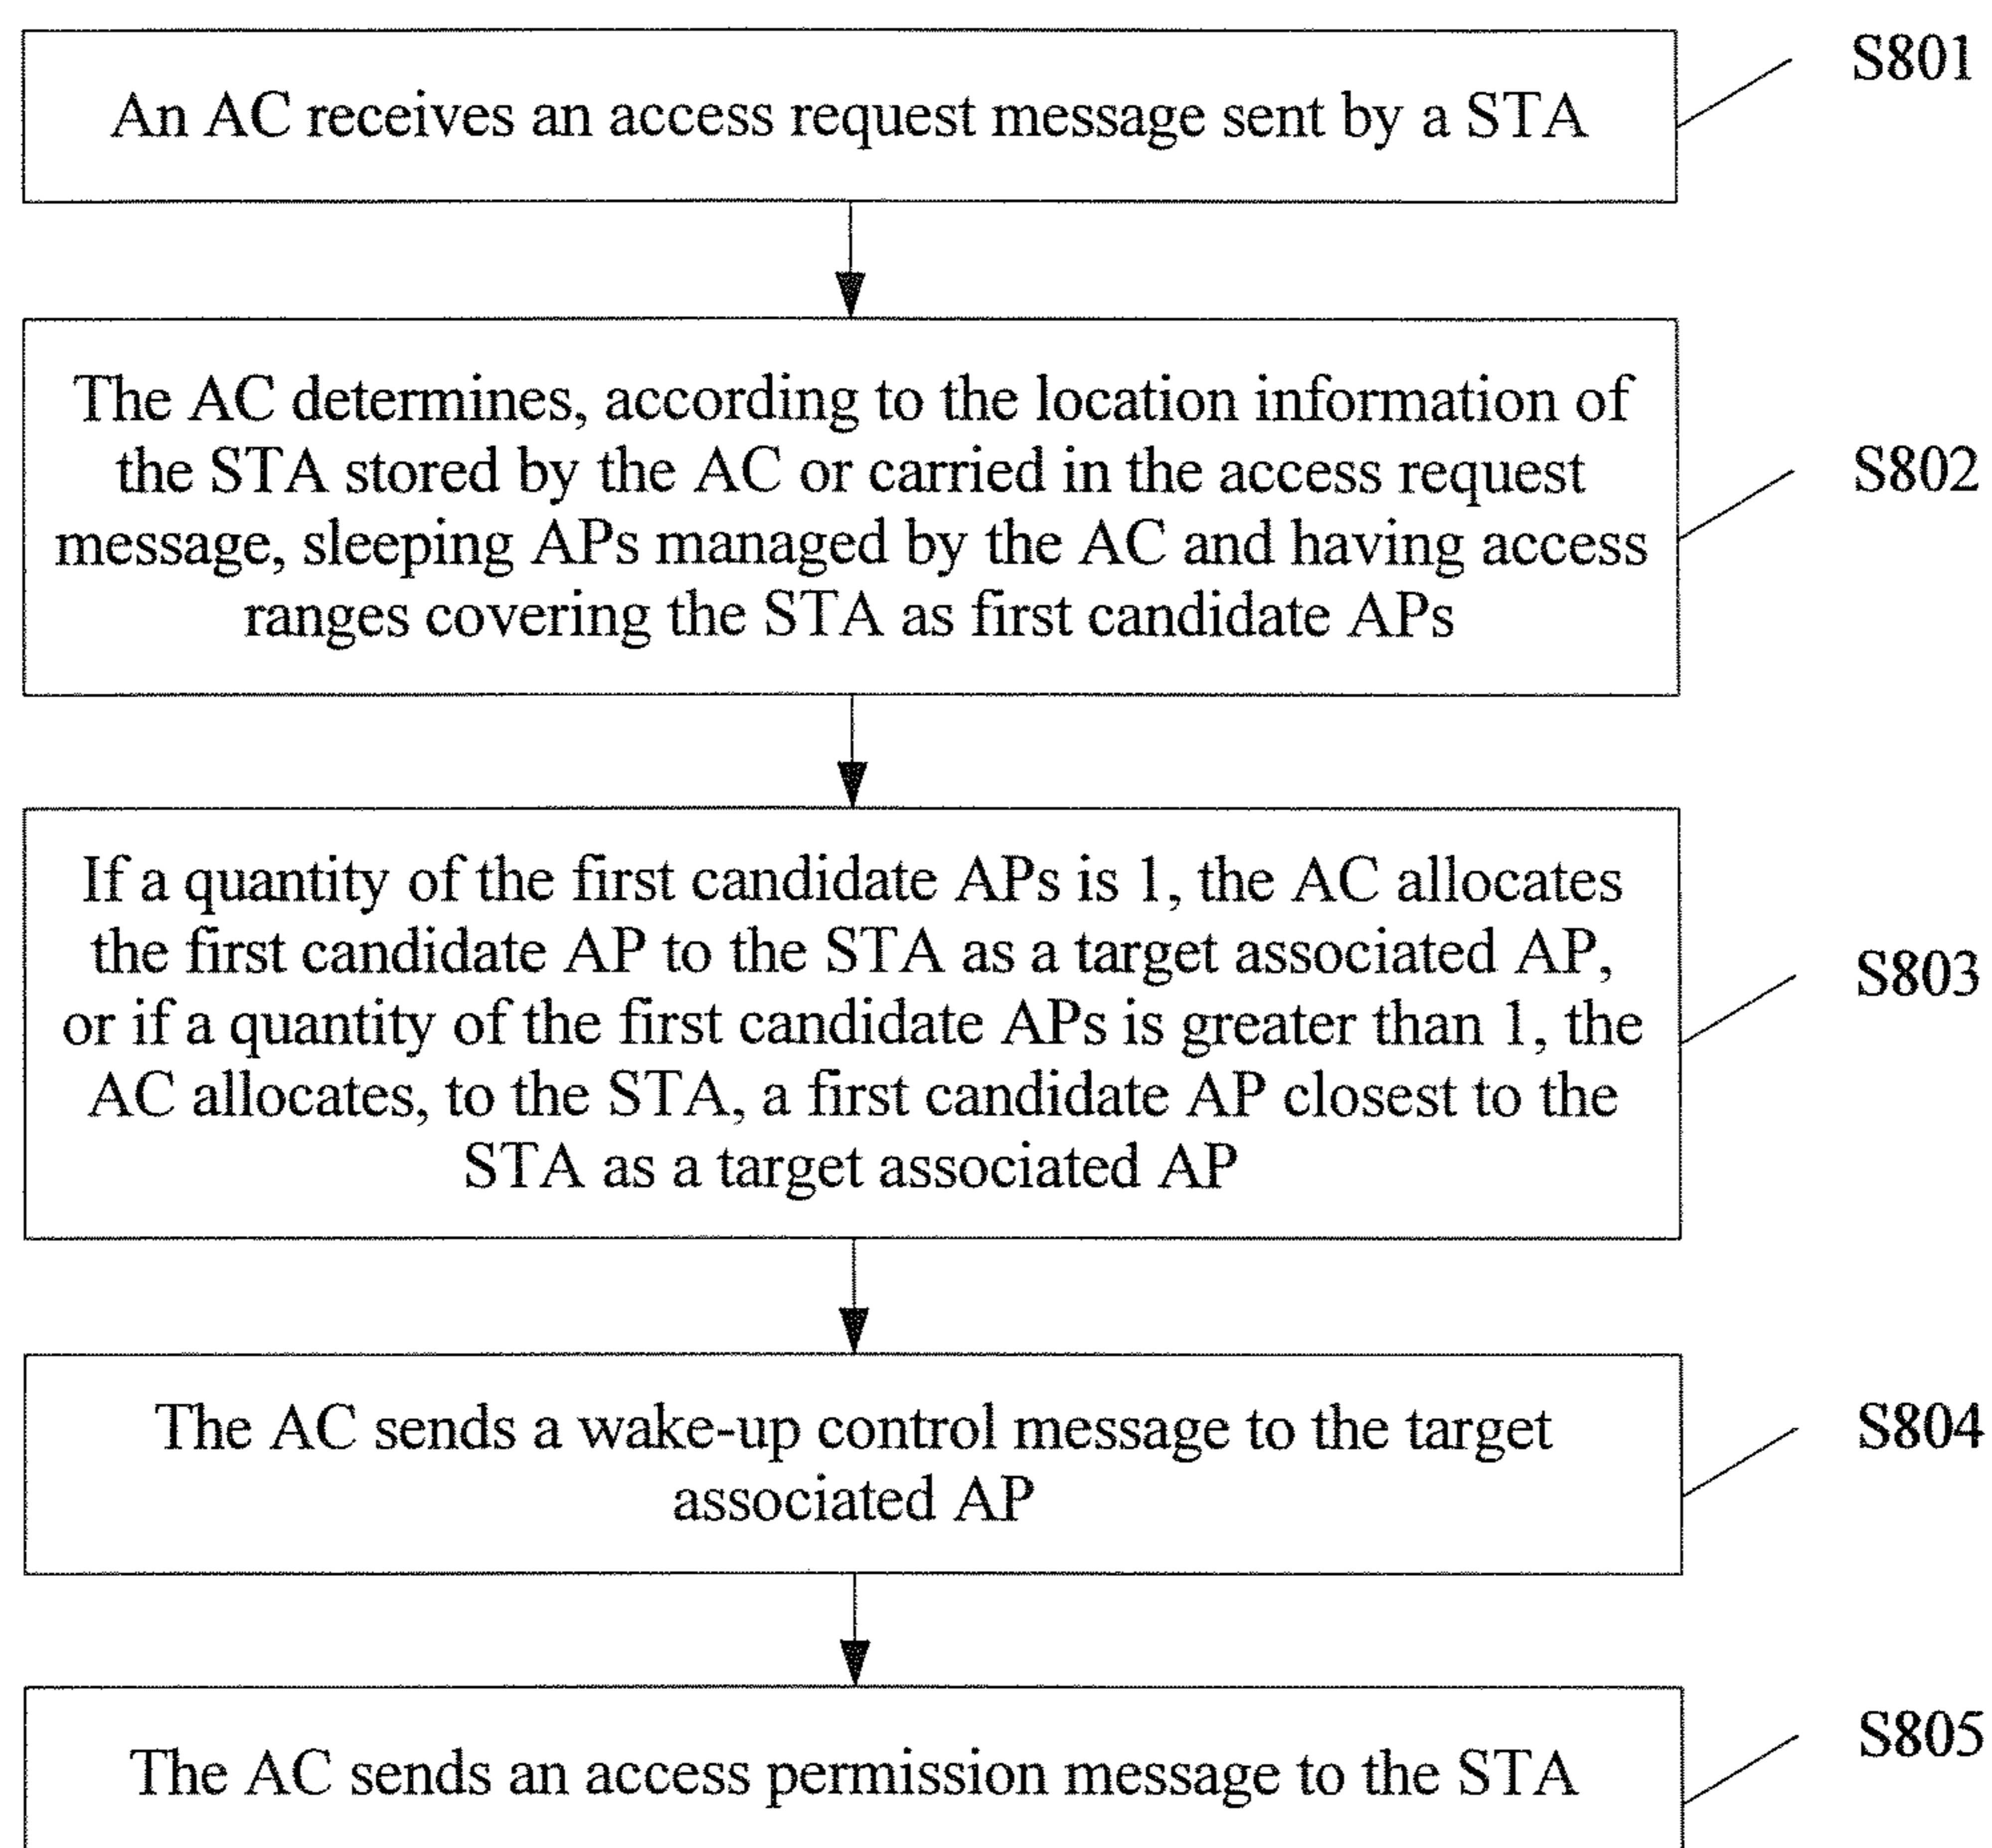 An AC receives an access request message sent by a STA
S801
The AC determines, according to the location information of
the STA stored by the AC or carried in the access request
message, sleeping APs managed by the AC and having access
ranges covering the STA as first candidate APs
S802
If a quantity of the first candidate APs is 1, the AC allocates
the first candidate AP to the STA as a target associated AP,
or if a quantity of the first candidate APs is greater than 1, the
AC allocates, to the STA, a first candidate AP closest to the
STA as a target associated AP
S803
The AC sends a wake-up control message to the target
associated AP
S804
The AC sends an access permission message to the STA
S805